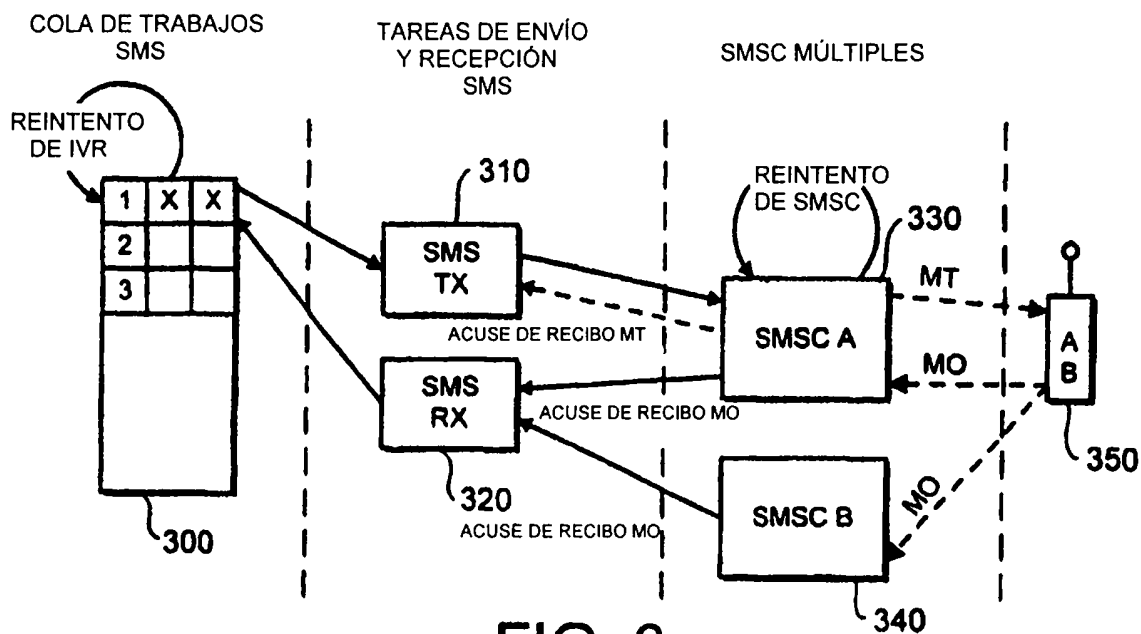 COLA DE TRABAJOS
SMS
TAREAS DE ENVÍO
Y RECEPCIÓN
SMS
SMSC MÚLTIPLES
REINTENTO
DE IVR
1 X X
2
3
300
310
SMS
TX
ACUSE DE RECIBO MT
SMS
RX
320
ACUSE DE RECIBO MO
ACUSE DE RECIBO MO
REINTENTO
DE SMSC
330
SMSC A
MT
MO
MO
A
B
350
SMSC B
340